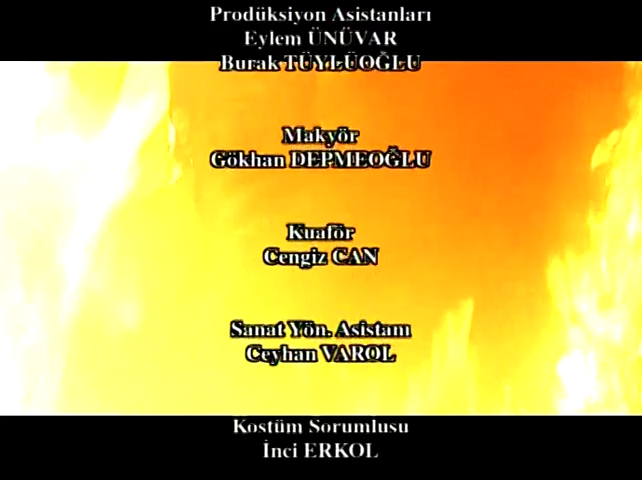 Prodüksiyon Asistanları
Eylem ÜNÜVAR
Burak TÜYLÜOĞLU
Makyör
Gökhan DEPMEOĞLU
Kuaför
Cengiz CAN
Sanat Yön. Asistanı
Ceyhan VAROL
Kostüm Sorumlusu
İnci ERKOL